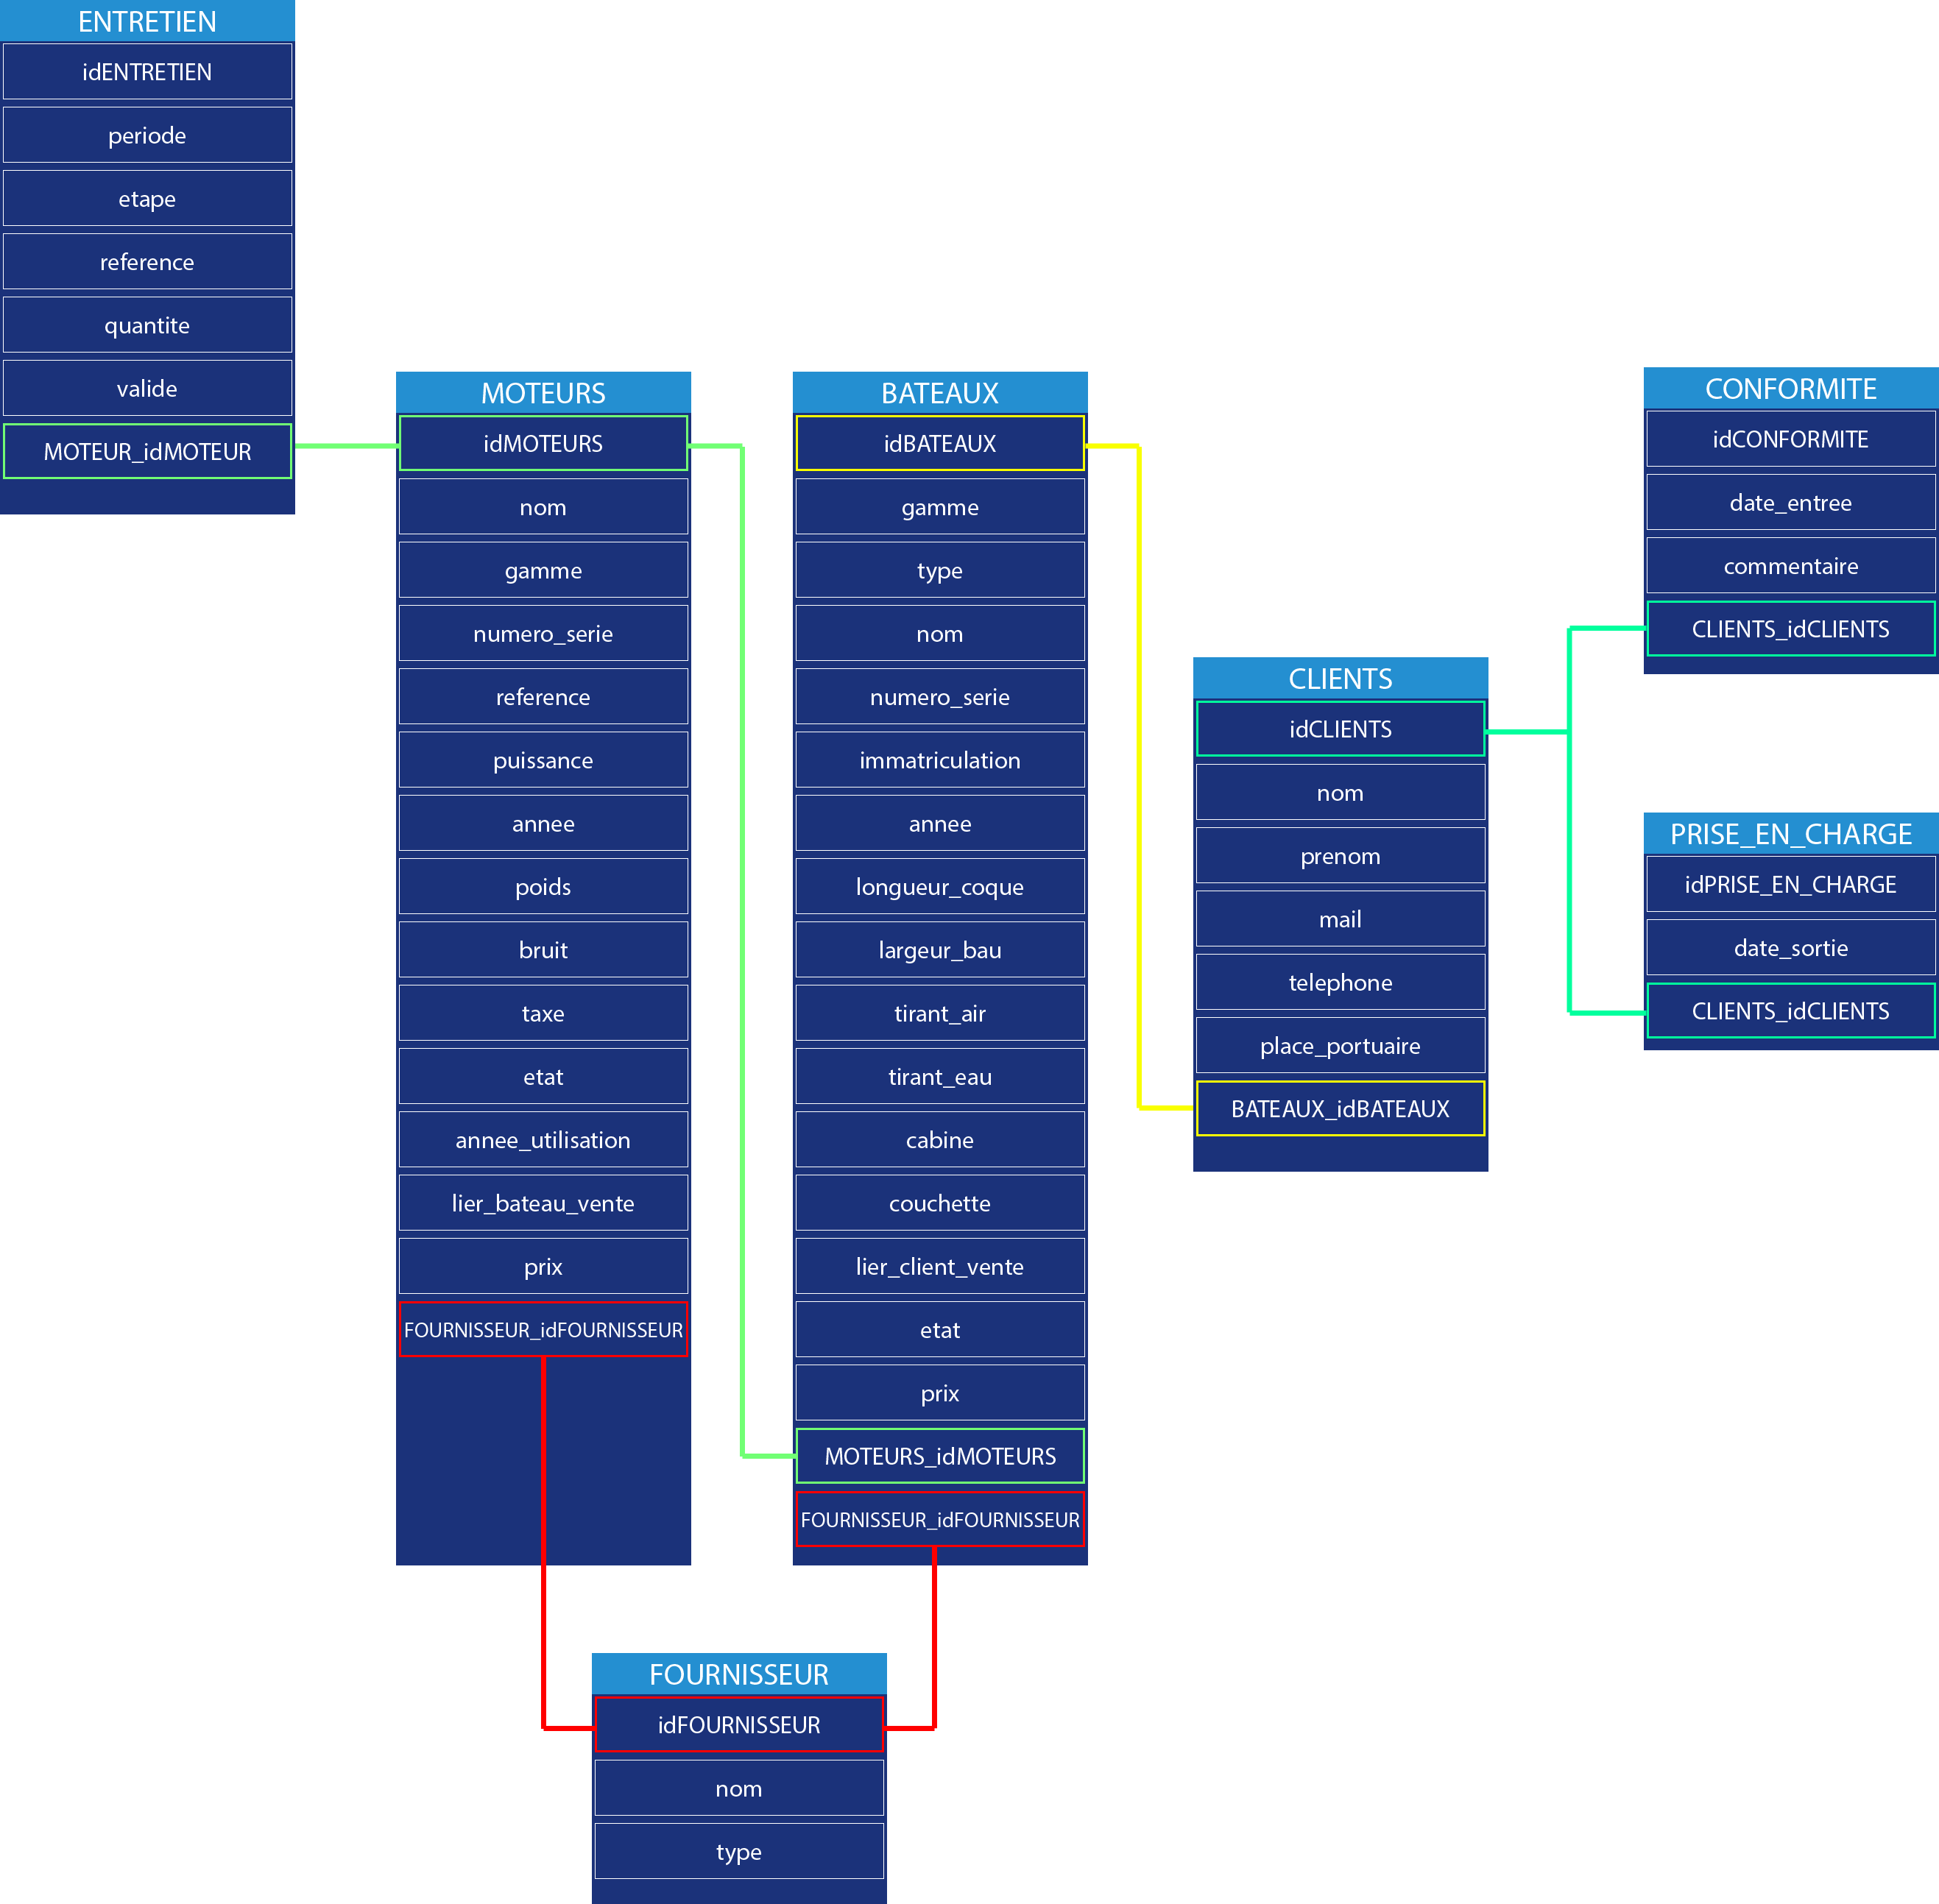 ENTRETIEN
idENTRETIEN
periode
etape
reference
quantite
valide
MOTEUR_idMOTEUR
MOTEURS
idMOTEURS
nom
gamme
numero_serie
reference
puissance
annee
poids
bruit
taxe
etat
annee_utilisation
lier_bateau_vente
prix
FOURNISSEUR_idFOURNISSEUR
BATEAUX
idBATEAUX
gamme
type
nom
numero_serie
immatriculation
annee
longueur_coque
largeur_bau
tirant_air
tirant_eau
cabine
couchette
lier_client_vente
etat
prix
MOTEURS_idMOTEURS
FOURNISSEUR_idFOURNISSEUR
CLIENTS
idCLIENTS
nom
prenom
mail
telephone
place_portuaire
BATEAUX_idBATEAUX
CONFORMITE
idCONFORMITE
date_entree
commentaire
CLIENTS_idCLIENTS
PRISE_EN_CHARGE
idPRISE_EN_CHARGE
date_sortie
CLIENTS_idCLIENTS
FOURNISSEUR
idFOURNISSEUR
nom
type